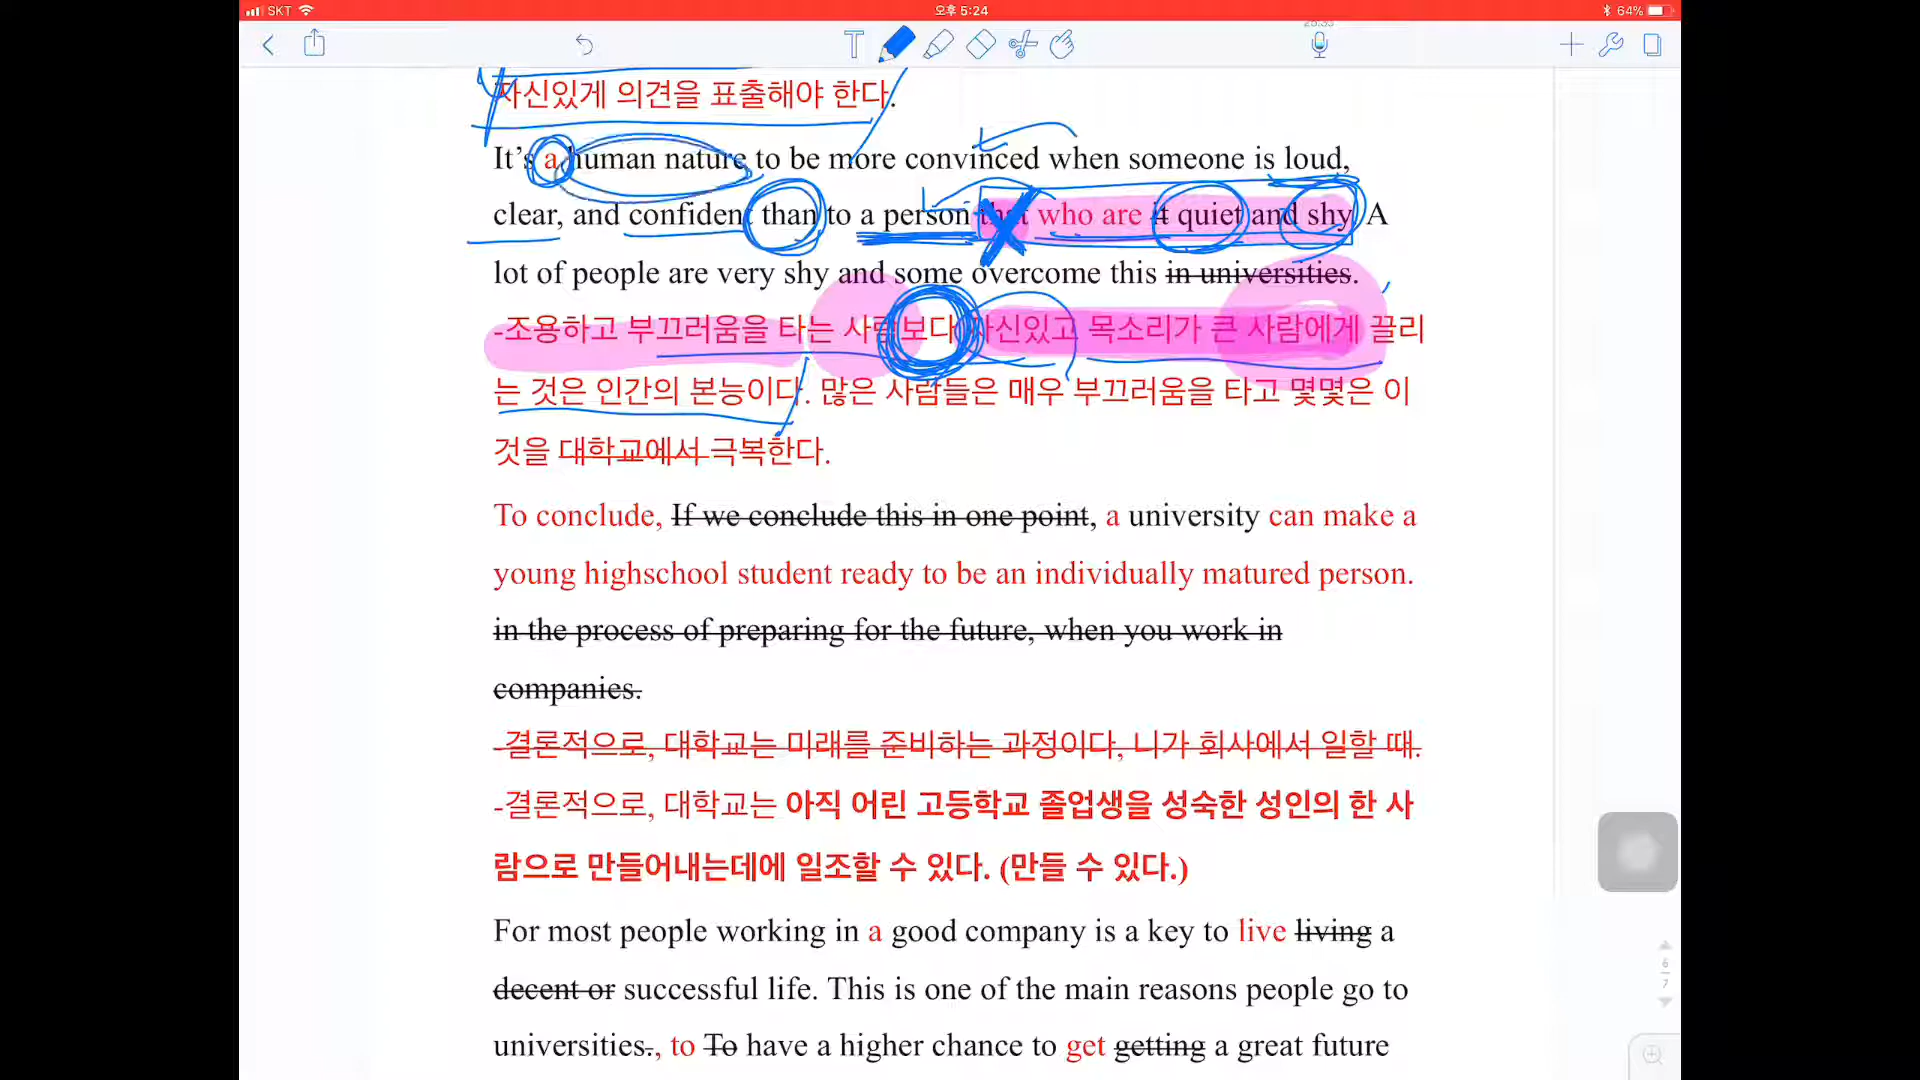 SKT 오후 5:24 64%
25:33
T
자신있게 의견을 표출해야 한다.
It's a human nature to be more convinced when someone is loud,
clear, and confident than to a person that who are it quiet and shy. A
lot of people are very shy and some overcome this in universities.
-조용하고 부끄러움을 타는 사람보다 자신있고 목소리가 큰 사람에게 끌리
는 것은 인간의 본능이다. 많은 사람들은 매우 부끄러움을 타고 몇몇은 이
것을 대학교에서 극복한다.
To conclude, If we conclude this in one point, a university can make a
young highschool student ready to be an individually matured person.
in the process of preparing for the future, when you work in
companies.
-결론적으로, 대학교는 미래를 준비하는 과정이다, 니가 회사에서 일할 때.
-결론적으로, 대학교는 아직 어린 고등학교 졸업생을 성숙한 성인의 한 사
람으로 만들어내는데에 일조할 수 있다. (만들 수 있다.)
For most people working in a good company is a key to live living a
decent or successful life. This is one of the main reasons people go to
universities., to To have a higher chance to get getting a great future
6
7